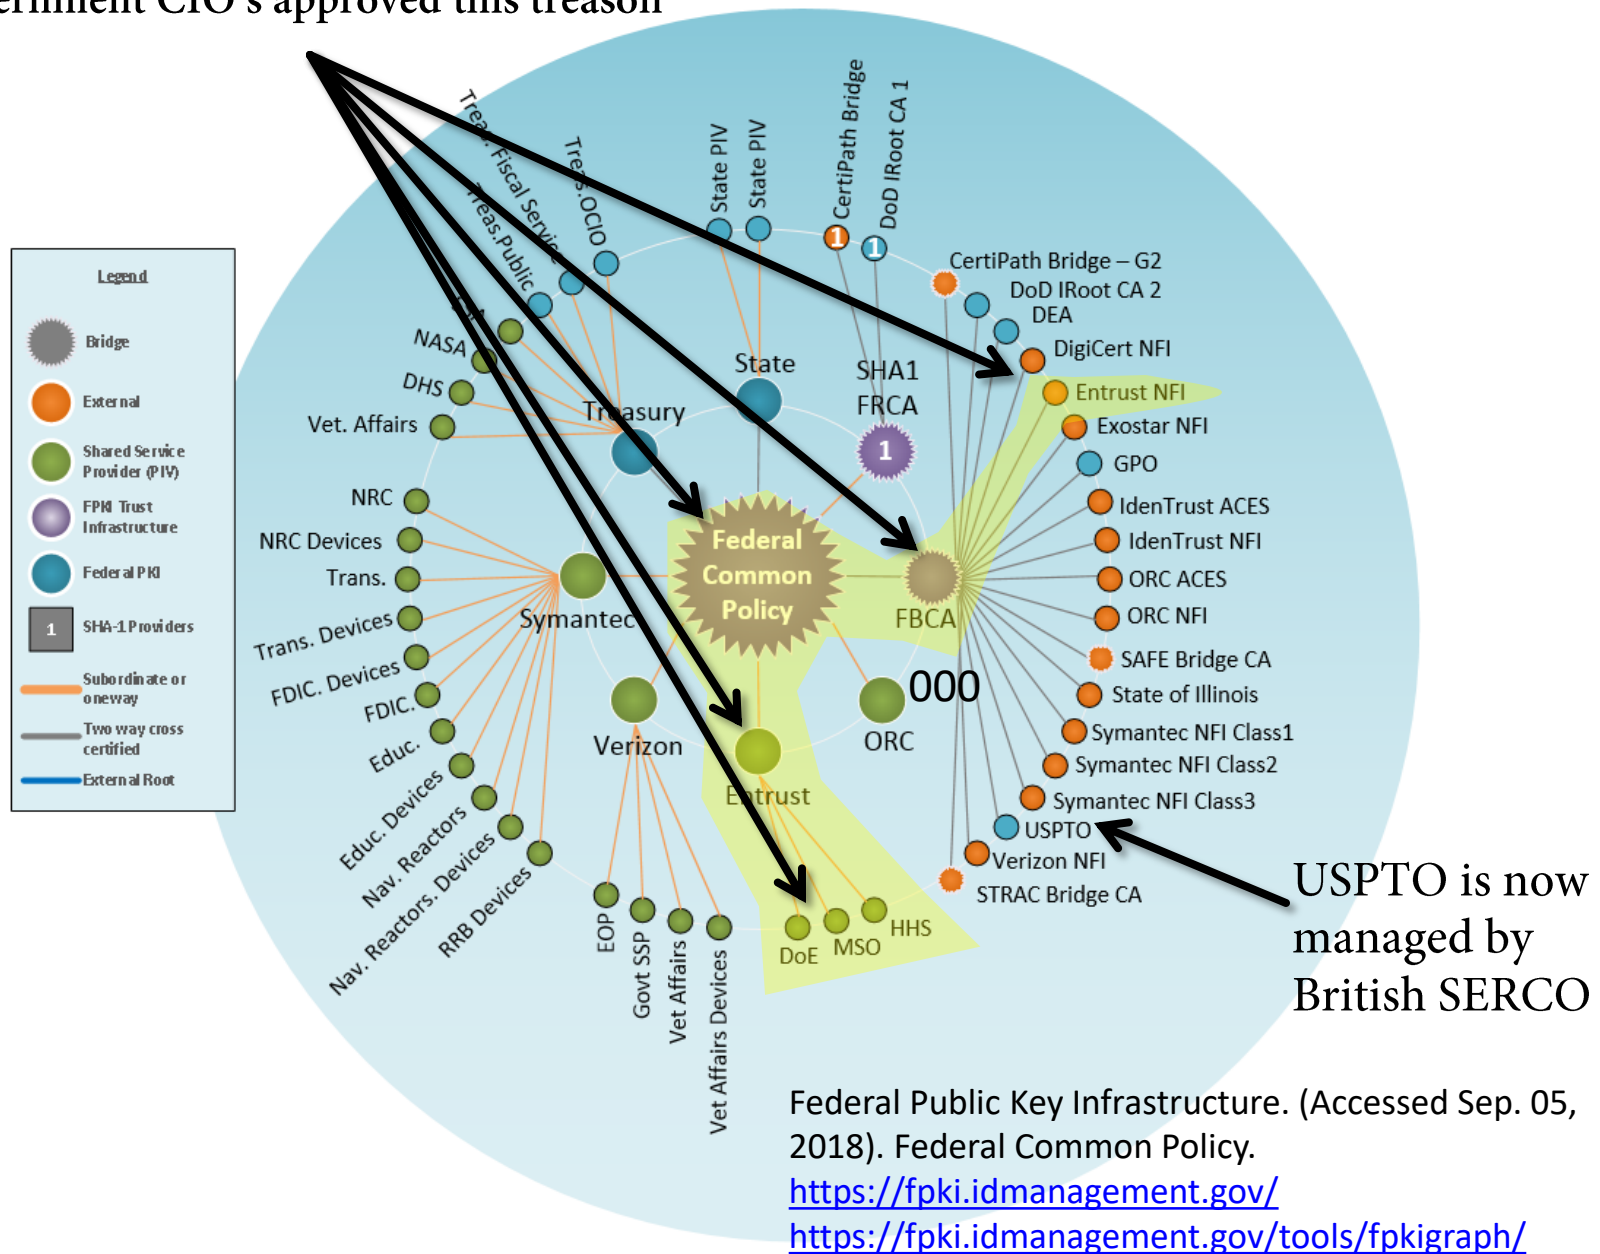 CIO's approved this treason
Legend
Bridge
External
Shared Service
Provider (PIV)
FPKI Trust
Infrastructure
Federal PKI
1
SHA-1 Providers
Subordinate or
oneway
Two way cross
certified
External Root
Treas. Fiscal Service
Treas.OCIO
Treas.Public
State PIV
State PIV
CertiPath Bridge
DoD IRoot CA 1
1
1
CertiPath Bridge – G2
DoD IRoot CA 2
DEA
DigiCert NFI
Entrust NFI
Exostar NFI
GPO
IdenTrust ACES
IdenTrust NFI
ORC ACES
ORC NFI
SAFE Bridge CA
State of Illinois
Symantec NFI Class1
Symantec NFI Class2
Symantec NFI Class3
USPTO
Verizon NFI
STRAC Bridge CA
NASA
DHS
Vet. Affairs
NRC
NRC Devices
Trans.
Trans. Devices
FDIC. Devices
FDIC.
Educ.
Educ. Devices
Nav. Reactors
Nav. Reactors. Devices
RRB Devices
EOP
Govt SSP
Vet Affairs
Vet Affairs Devices
DoE
MSO
HHS
State
Treasury
SHA1
FRCA
1
Federal
Common
Policy
Symantec
FBCA
Verizon
Entrust
ORC
000
USPTO is now
managed by
British SERCO
Federal Public Key Infrastructure. (Accessed Sep. 05,
2018). Federal Common Policy.
https://fpki.idmanagement.gov/
https://fpki.idmanagement.gov/tools/fpkigraph/